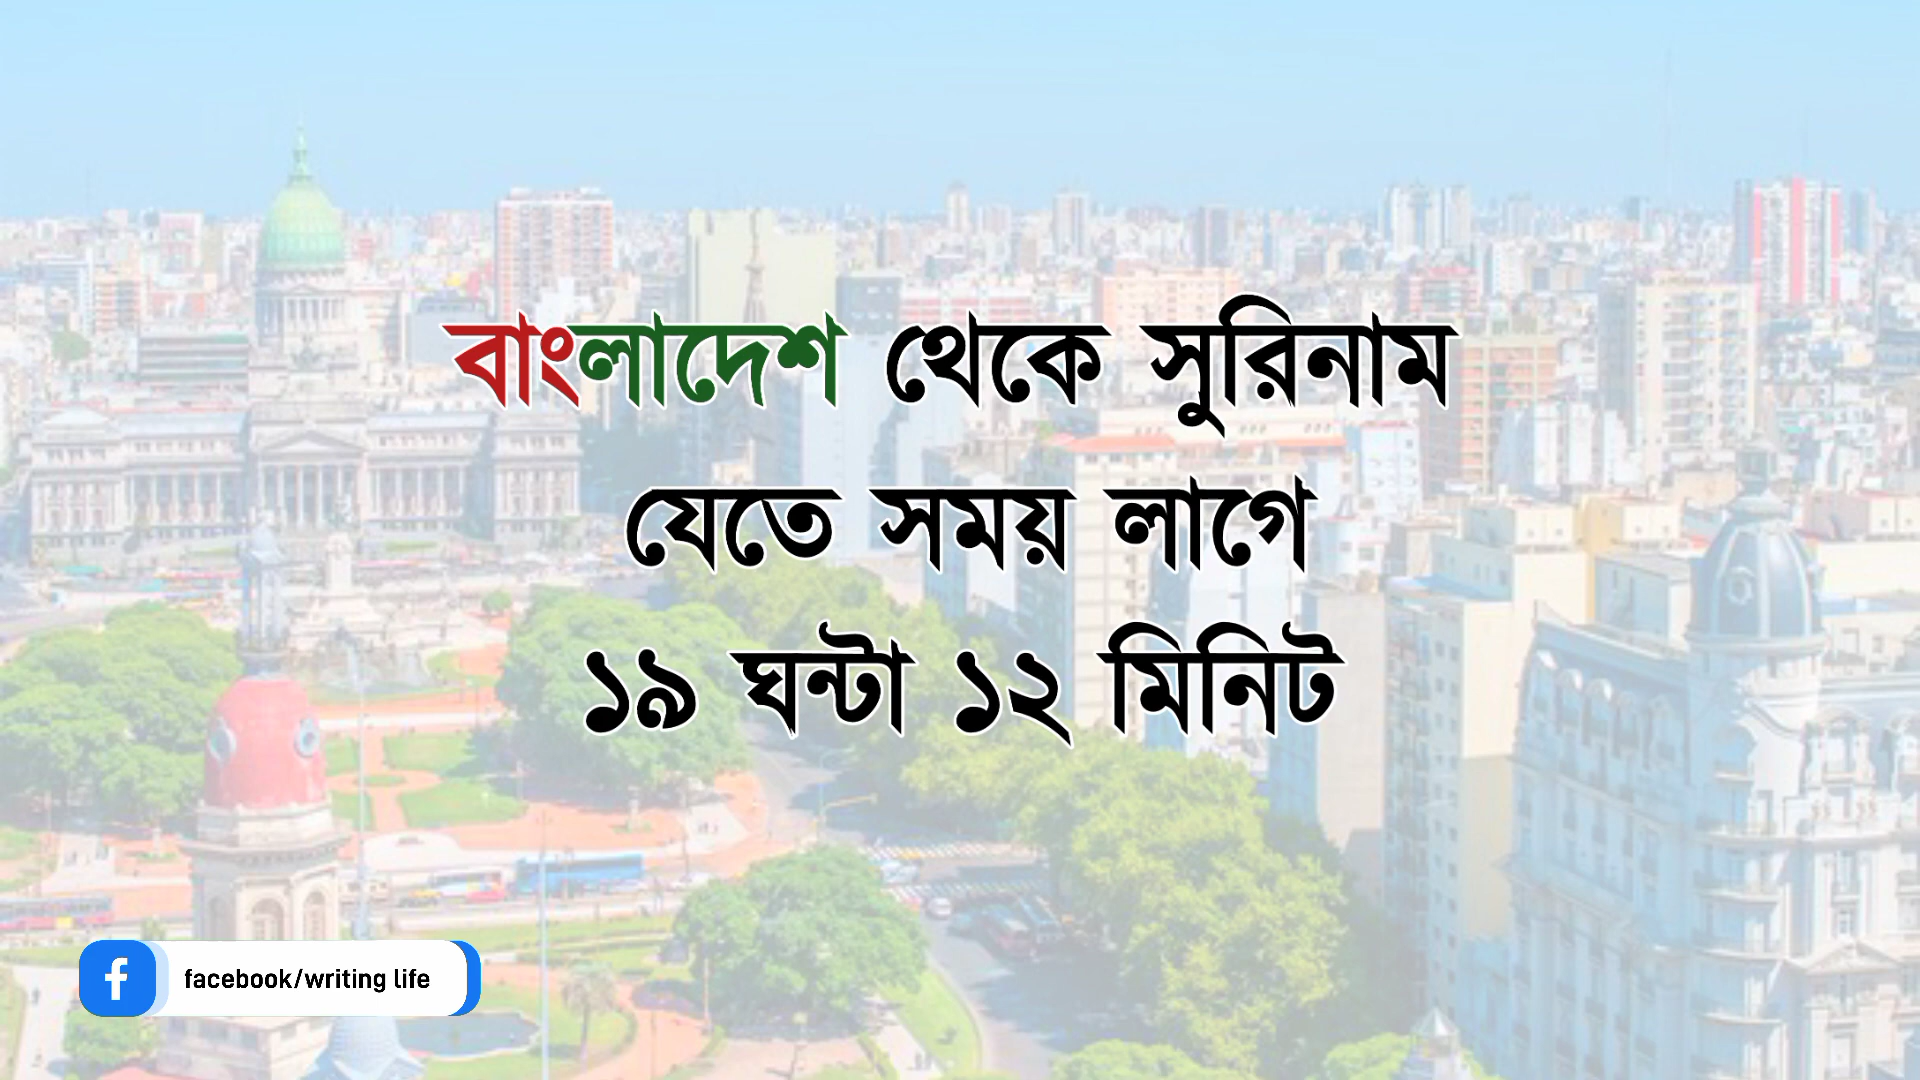 বাংলাদেশ থেকে সুরিনাম
যেতে সময় লাগে
১৯ ঘন্টা ১২ মিনিট
facebook/writing life